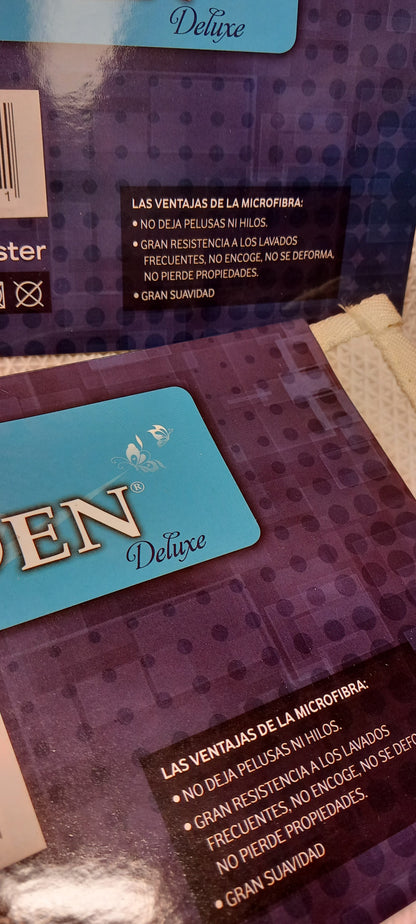 Deluxe
1
LAS VENTAJAS DE LA MICROFIBRA:
• NO DEJA PELUSAS NI HILOS.
• GRAN RESISTENCIA A LOS LAVADOS
FRECUENTES, NO ENCOGE, NO SE DEFORMA,
NO PIERDE PROPIEDADES.
• GRAN SUAVIDAD
ster
DEN®
Deluxe
LAS VENTAJAS DE LA MICROFIBRA:
• NO DEJA PELUSAS NI HILOS.
• GRAN RESISTENCIA A LOS LAVADOS
FRECUENTES, NO ENCOGE, NO SE DEFO
NO PIERDE PROPIEDADES.
• GRAN SUAVIDAD